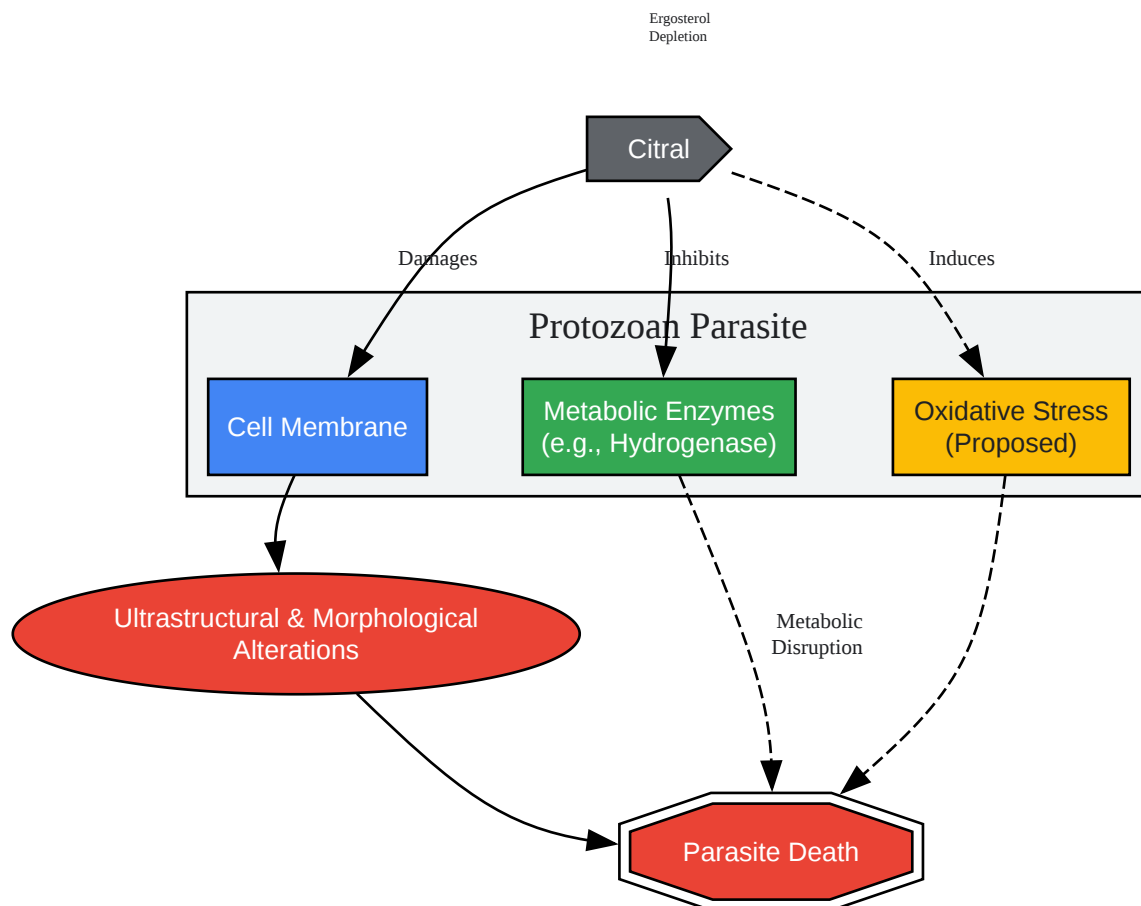 Ergosterol
Depletion
Citral
Damages
Inhibits
Induces
Protozoan Parasite
Cell Membrane
Metabolic Enzymes
(e.g., Hydrogenase)
Oxidative Stress
(Proposed)
Ultrastructural & Morphological
Alterations
Metabolic
Disruption
Parasite Death